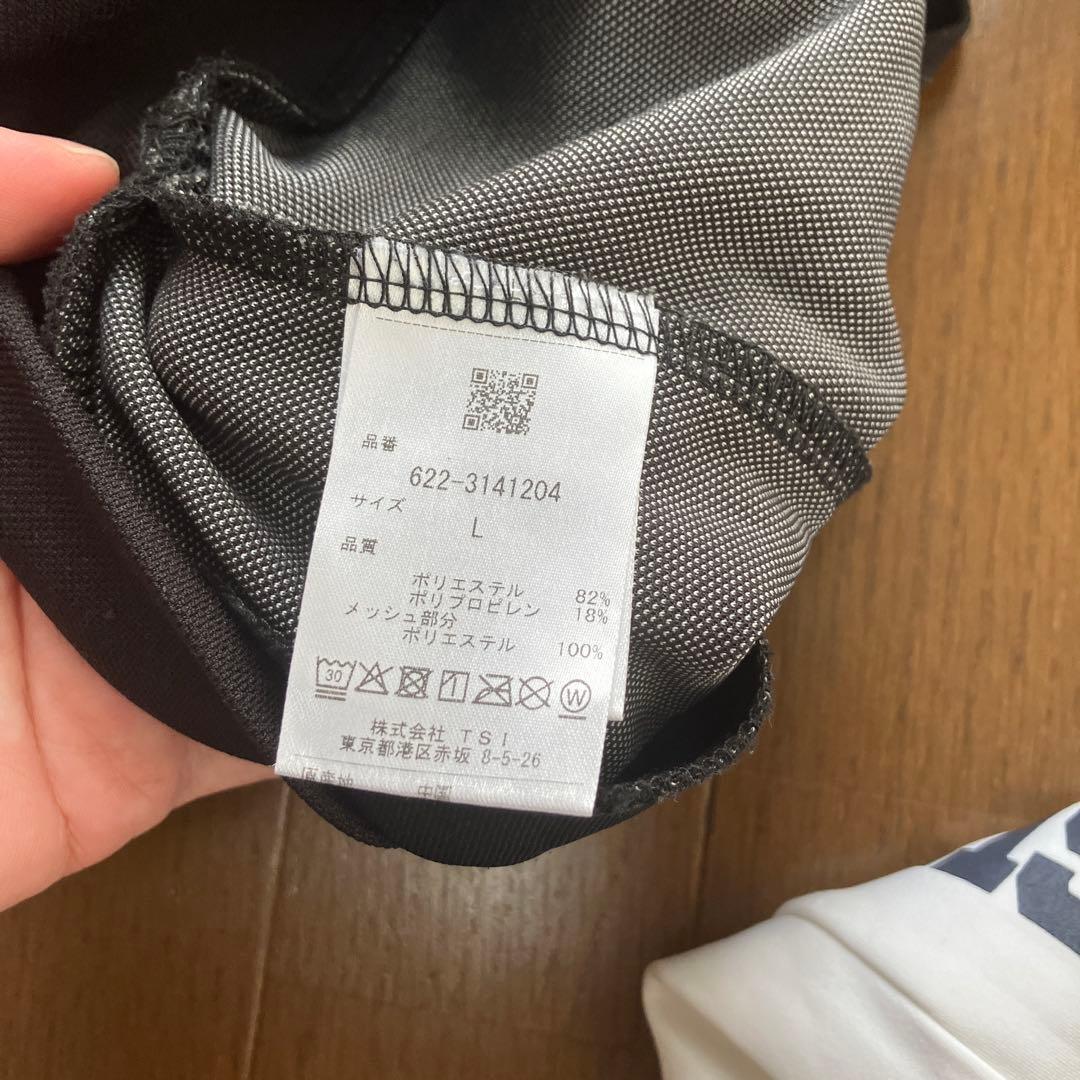 品番
622-3141204
サイズ
L
品質
ポリエステル 82%
ポリプロピレン 18%
メッシュ部分
ポリエステル 100%
30
W
株式会社 TSI
東京都港区赤坂 8-5-26
原産地
中国